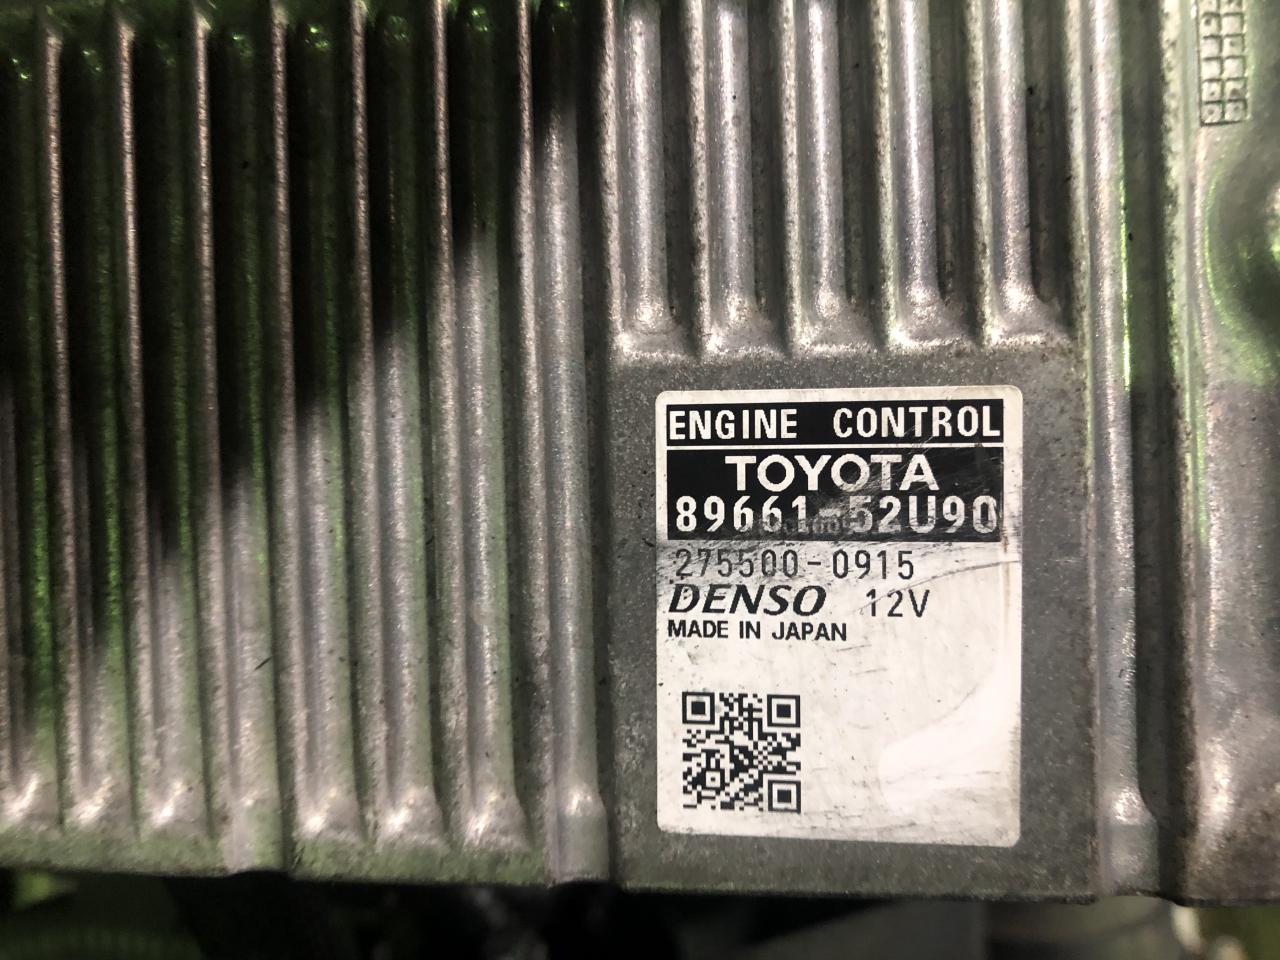 ENGINE CONTROL
TOYOTA
89661-52U90
275500-0915
DENSO 12V
MADE IN JAPAN